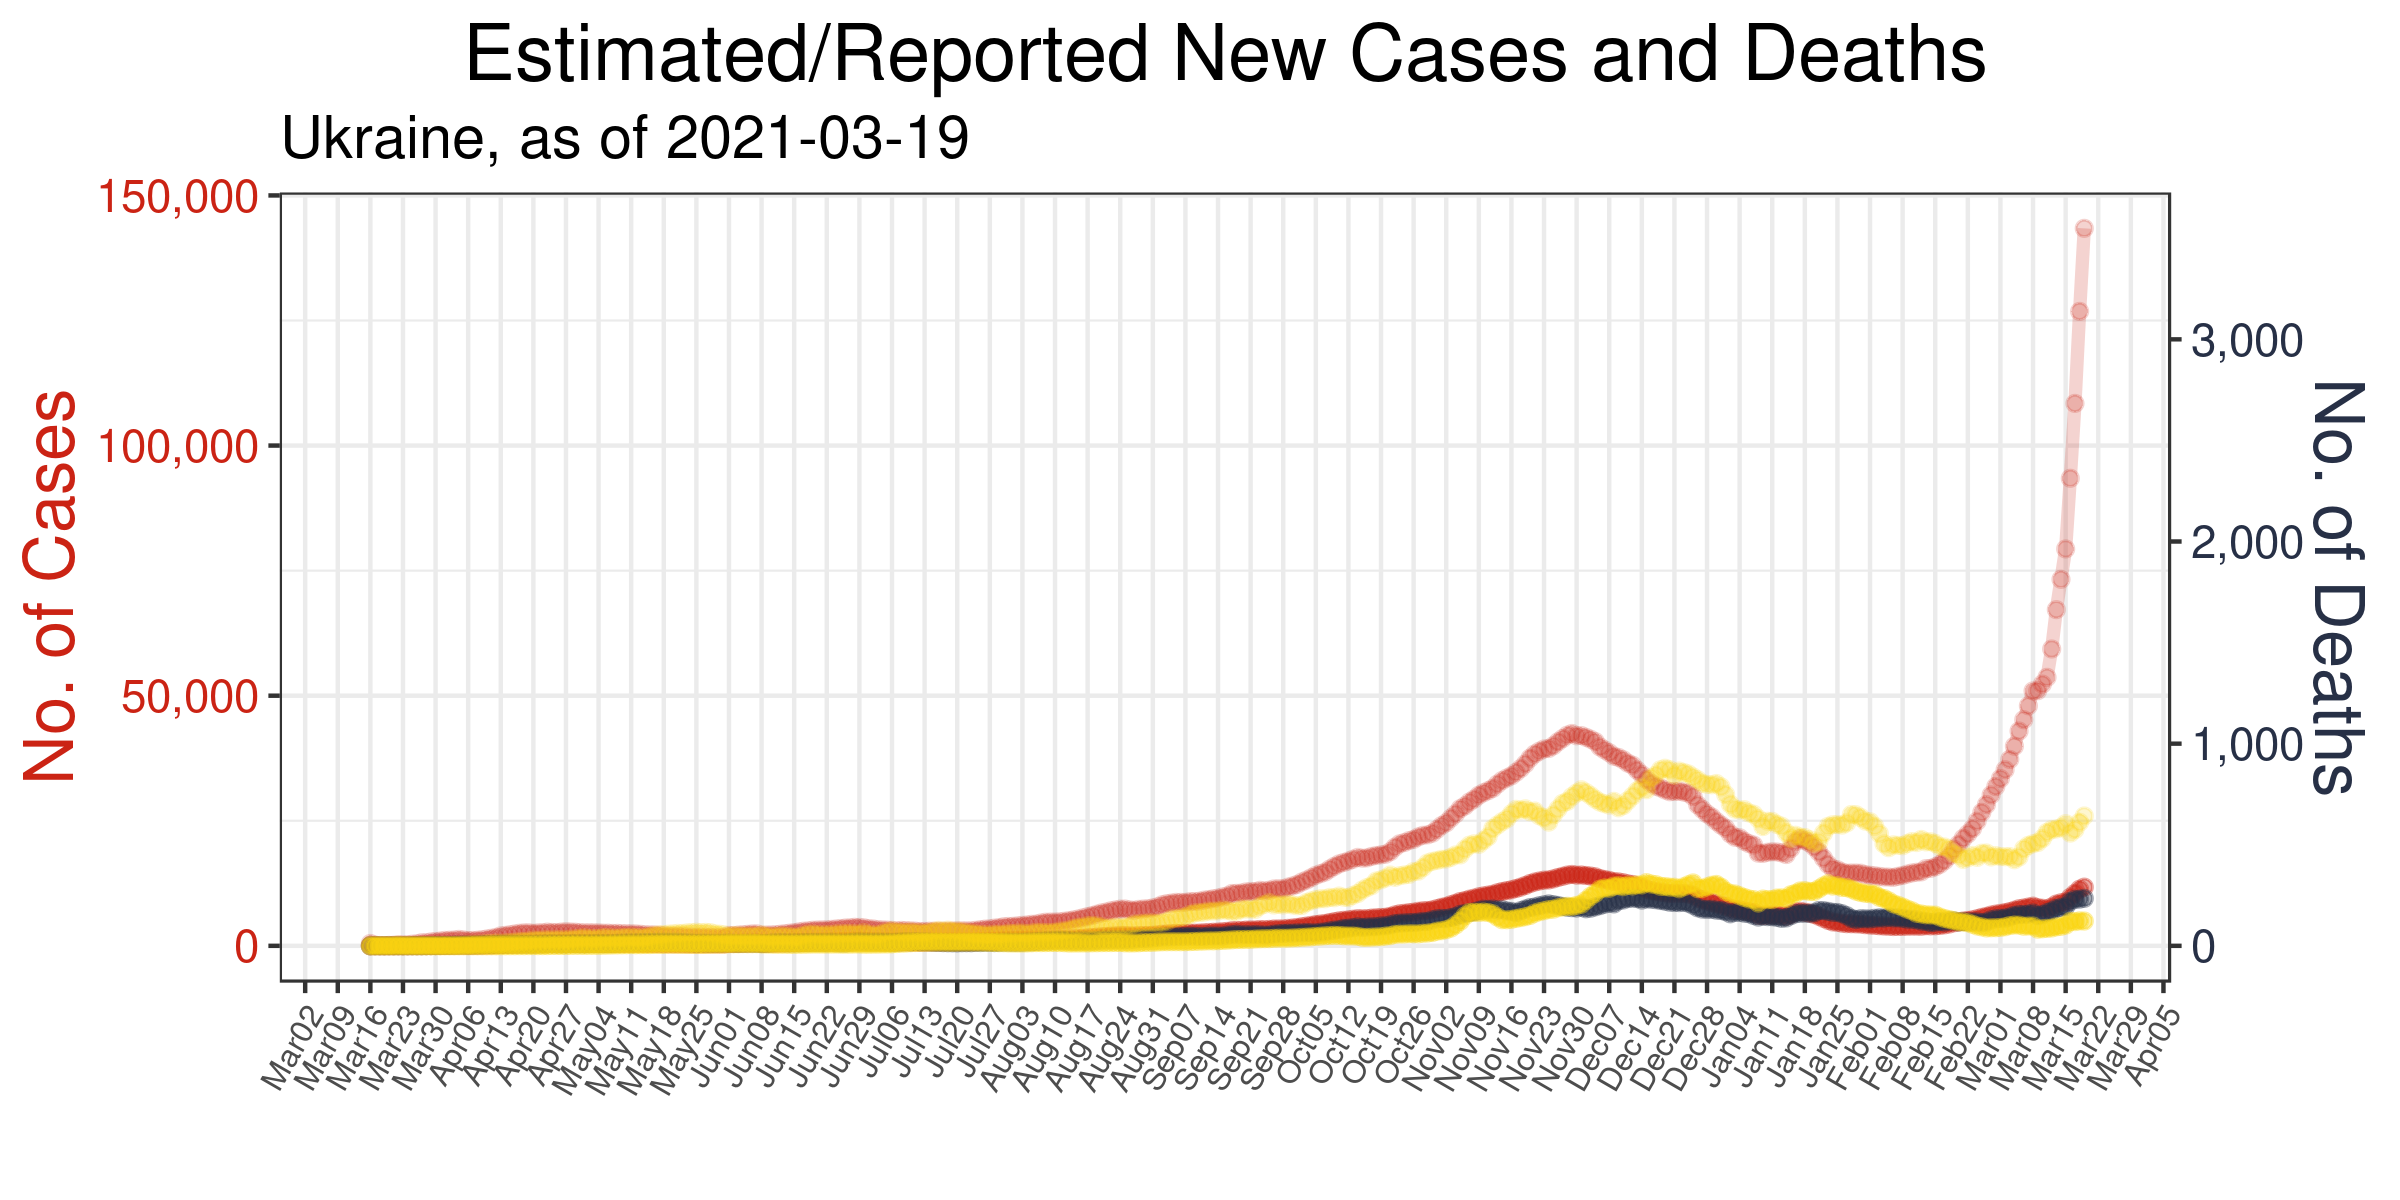 Estimated/Reported New Cases and Deaths
Ukraine, as of 2021-03-19
No. of Cases
150,000
100,000
50,000
0
No. of Deaths
3,000
2,000
1,000
0
Mar02 Mar09 Mar16 Mar23 Mar30 Apr06 Apr13 Apr20 Apr27 May04 May11 May18 May25 Jun01 Jun08 Jun15 Jun22 Jun29 Jul06 Jul13 Jul20 Jul27 Aug03 Aug10 Aug17 Aug24 Aug31 Sep07 Sep14 Sep21 Sep28 Oct05 Oct12 Oct19 Oct26 Nov02 Nov09 Nov16 Nov23 Nov30 Dec07 Dec14 Dec21 Dec28 Jan04 Jan11 Jan18 Jan25 Feb01 Feb08 Feb15 Feb22 Mar01 Mar08 Mar15 Mar22 Mar29 Apr05